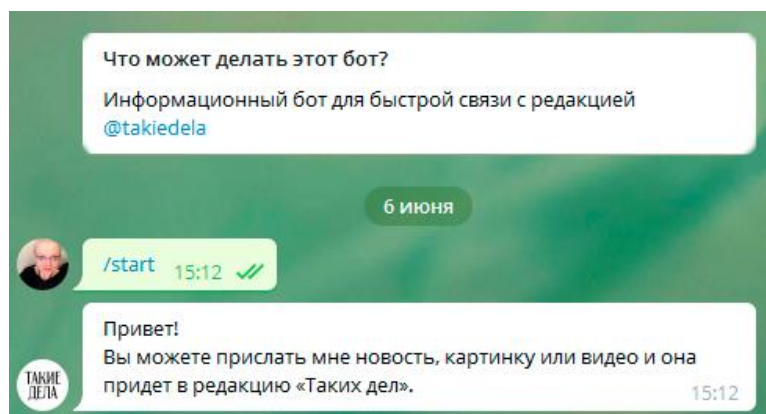 Что может делать этот бот?
Информационный бот для быстрой связи с редакцией
@takiedela
6 июня
/start 15:12
Привет!
Вы можете прислать мне новость, картинку или видео и она
придет в редакцию «Таких дел».
15:12
ТАКИЕ
ДЕЛА